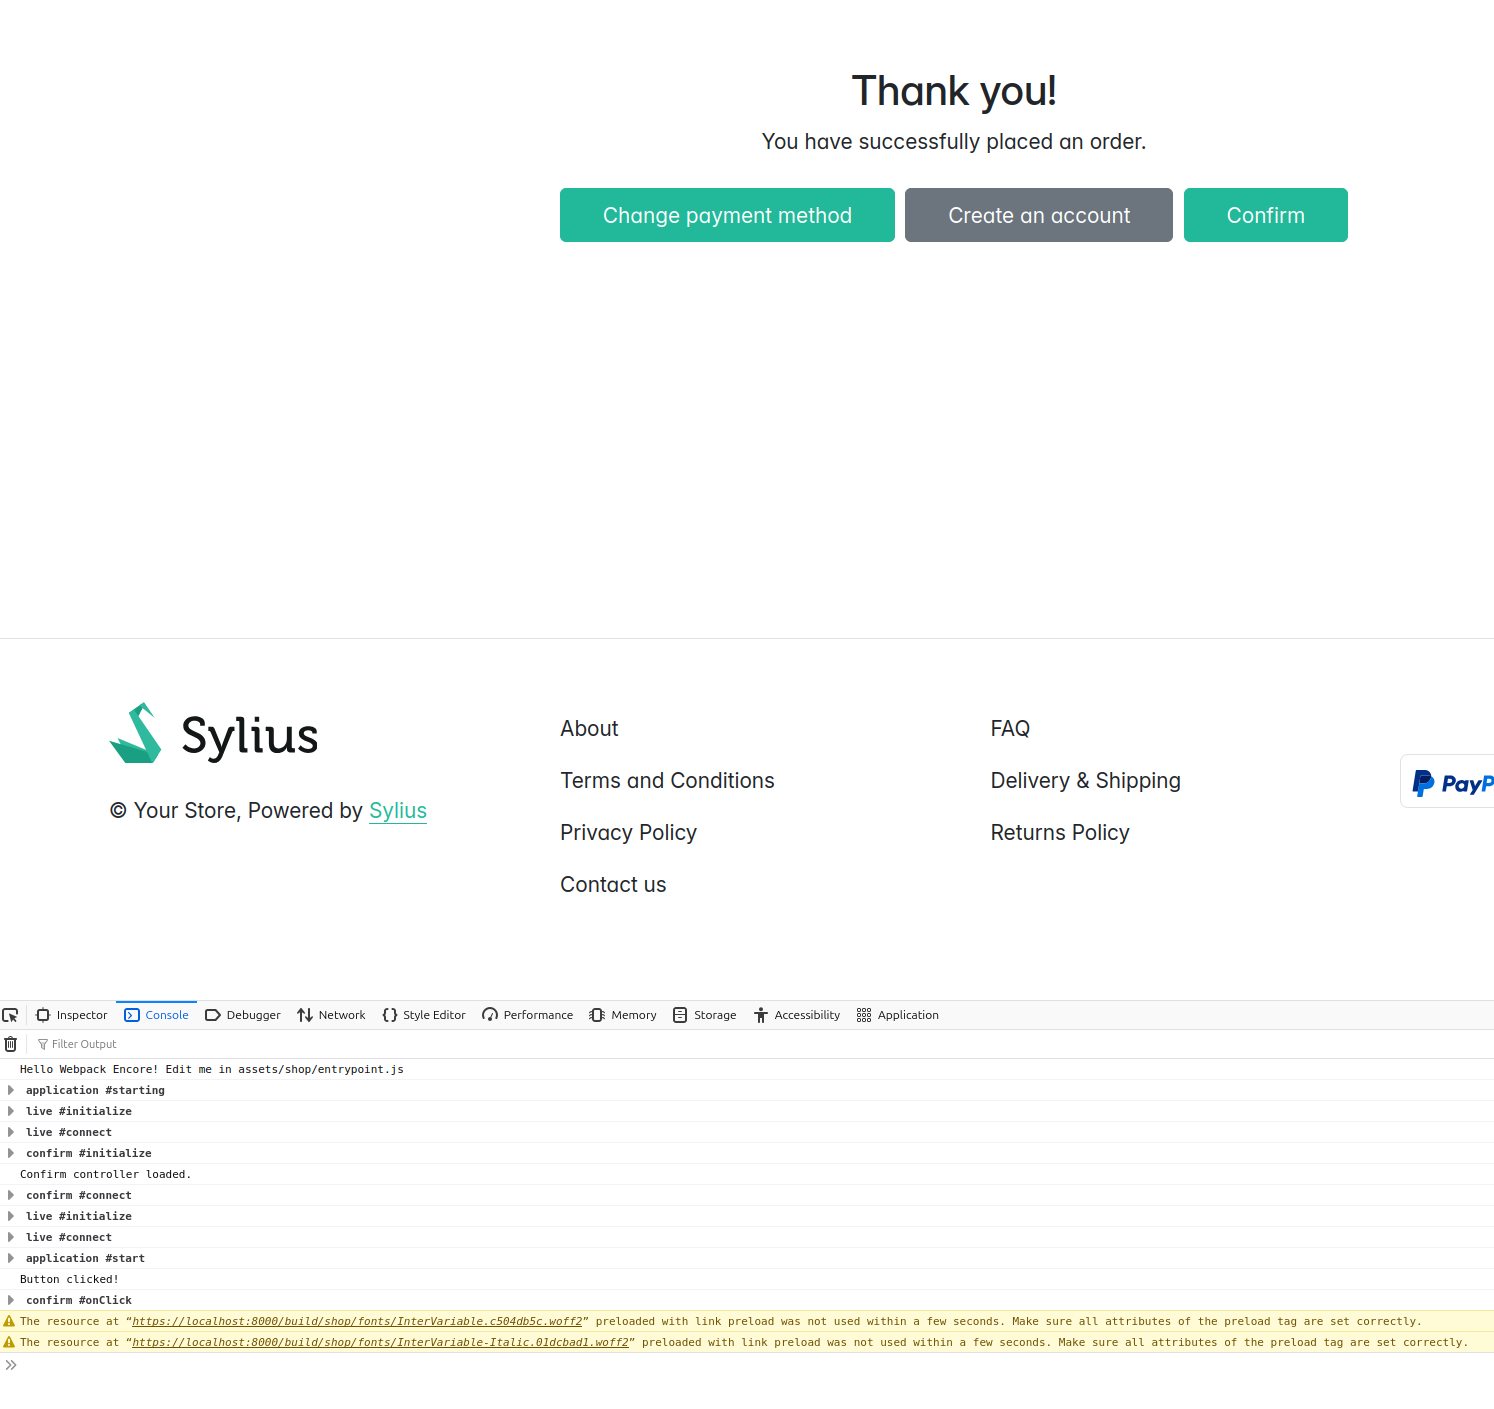 Thank you!
You have successfully placed an order.
Change payment method Create an account Confirm
Sylius
© Your Store, Powered by Sylius
About
Terms and Conditions
Privacy Policy
Contact us
FAQ
Delivery & Shipping
Returns Policy
PayP
Inspector Console Debugger Network Style Editor Performance Memory Storage Accessibility Application
Filter Output
Hello Webpack Encore! Edit me in assets/shop/entrypoint.js
application #starting
live #initialize
live #connect
confirm #initialize
Confirm controller loaded.
confirm #connect
live #initialize
live #connect
application #start
Button clicked!
confirm #onClick
The resource at “https://localhost:8000/build/shop/fonts/InterVariable.c504db5c.woff2” preloaded with link preload was not used within a few seconds. Make sure all attributes of the preload tag are set correctly.
The resource at “https://localhost:8000/build/shop/fonts/InterVariable-Italic.01dcbad1.woff2” preloaded with link preload was not used within a few seconds. Make sure all attributes of the preload tag are set correctly.